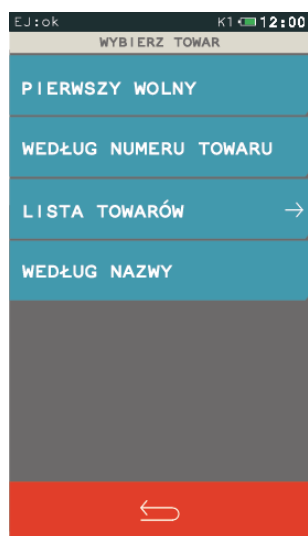 EJ:ok K1 12:00
WYBIERZ TOWAR
PIERWSZY WOLNY
WEDŁUG NUMERU TOWARU
LISTA TOWARÓW
WEDŁUG NAZWY